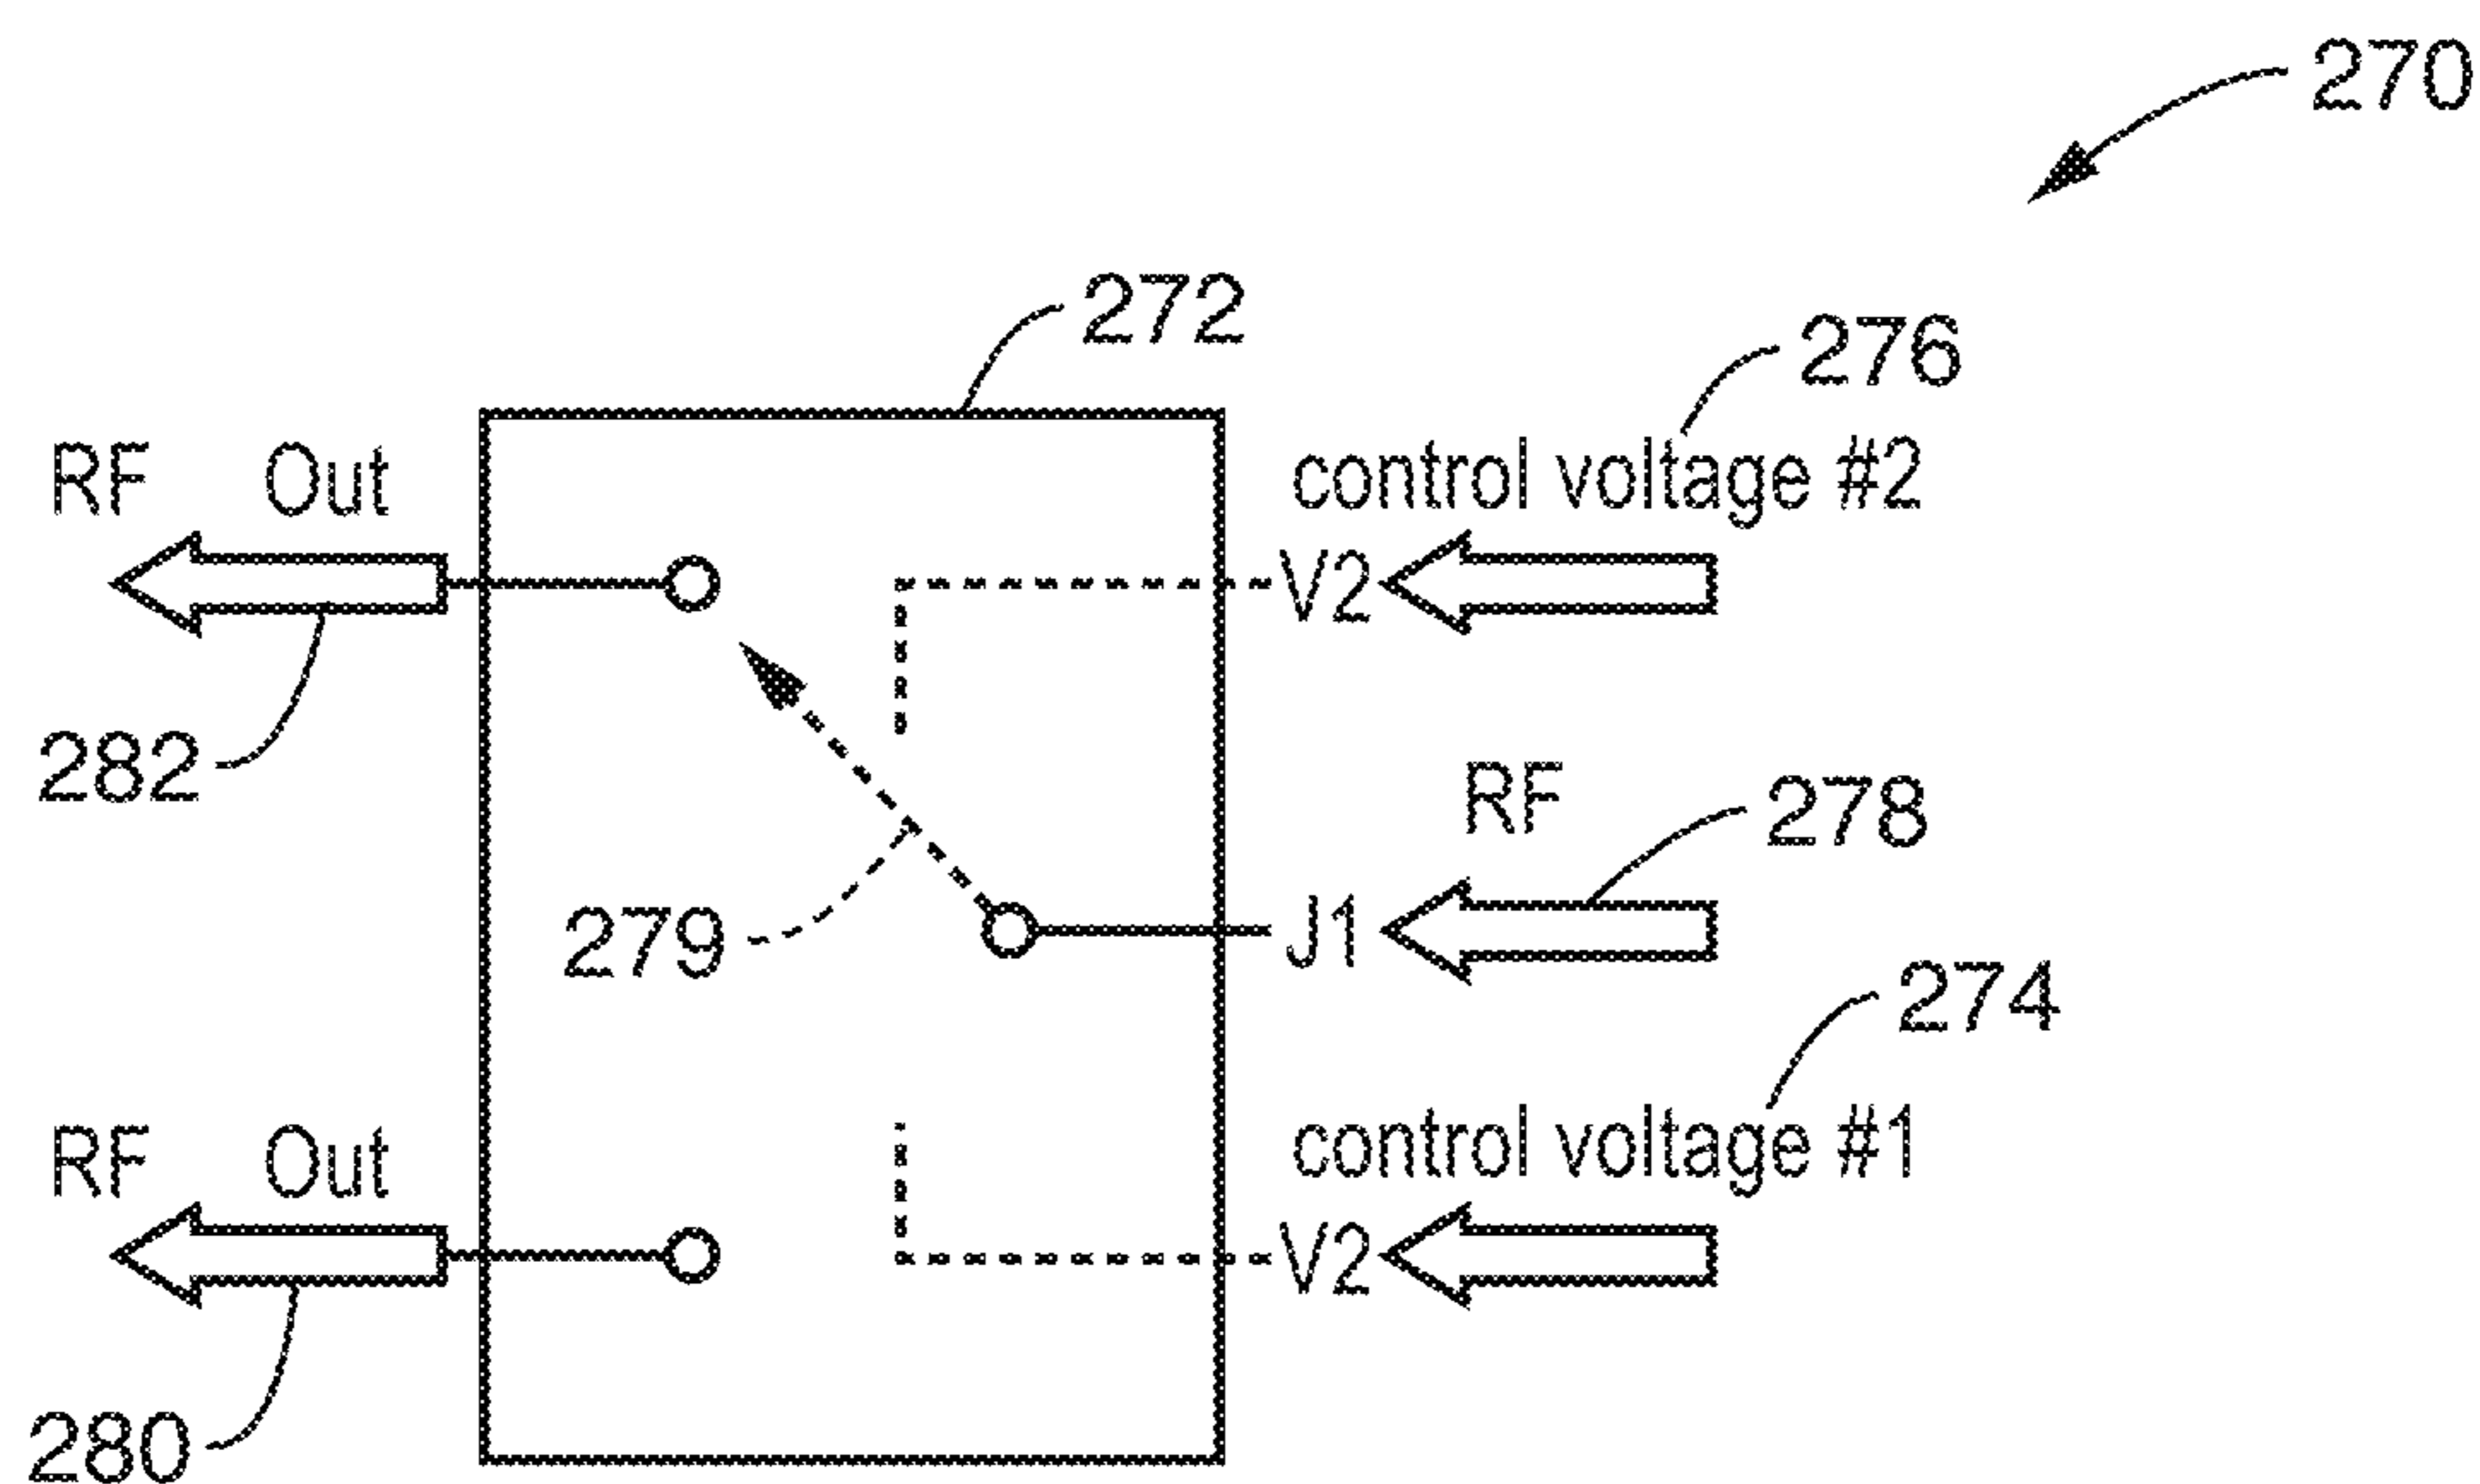 270
272
276
RF Out
control voltage #2
V2
282
RF
278
279
J1
274
RF Out
control voltage #1
V2
280